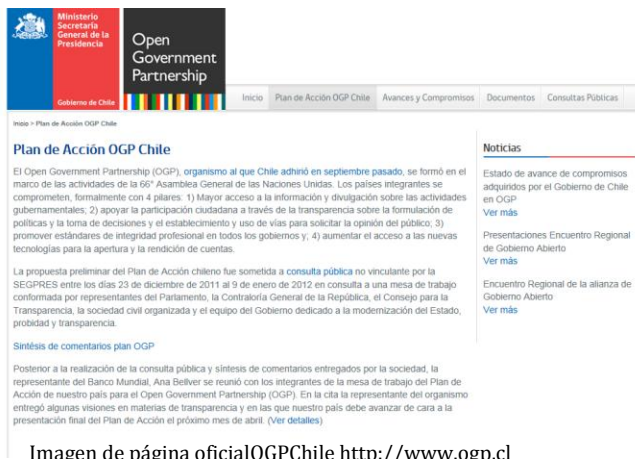 Ministerio
Secretaría
General de la
Presidencia
Gobierno de Chile
Open
Government
Partnership
Inicio Plan de Acción OGP Chile Avances y Compromisos Documentos Consultas Públicas
Inicio > Plan de Acción OGP Chile
Plan de Acción OGP Chile
El Open Government Partnership (OGP), organismo al que Chile adhirió en septiembre pasado, se formó en el
marco de las actividades de la 66° Asamblea General de las Naciones Unidas. Los países integrantes se
comprometen, formalmente con 4 pilares: 1) Mayor acceso a la información y divulgación sobre las actividades
gubernamentales; 2) apoyar la participación ciudadana a través de la transparencia sobre la formulación de
políticas y la toma de decisiones y el establecimiento y uso de vías para solicitar la opinión del público; 3)
promover estándares de integridad profesional en todos los gobiernos y; 4) aumentar el acceso a las nuevas
tecnologías para la apertura y la rendición de cuentas.
La propuesta preliminar del Plan de Acción chileno fue sometida a consulta pública no vinculante por la
SEGPRES entre los días 23 de diciembre de 2011 al 9 de enero de 2012 en consulta a una mesa de trabajo
conformada por representantes del Parlamento, la Contraloría General de la República, el Consejo para la
Transparencia, la sociedad civil organizada y el equipo del Gobierno dedicado a la modernización del Estado,
probidad y transparencia.
Sintésis de comentarios plan OGP
Posterior a la realización de la consulta pública y síntesis de comentarios entregados por la sociedad, la
representante del Banco Mundial, Ana Bellver se reunió con los integrantes de la mesa de trabajo del Plan de
Acción de nuestro país para el Open Government Partnership (OGP). En la cita la representante del organismo
entregó algunas visiones en materias de transparencia y en las que nuestro país debe avanzar de cara a la
presentación final del Plan de Acción el próximo mes de abril. (Ver detalles)
Noticias
Estado de avance de compromisos
adquiridos por el Gobierno de Chile
en OGP
Ver más
Presentaciones Encuentro Regional
de Gobierno Abierto
Ver más
Encuentro Regional de la alianza de
Gobierno Abierto
Ver más
Imagen de página oficialOGPChile http://www.ogp.cl